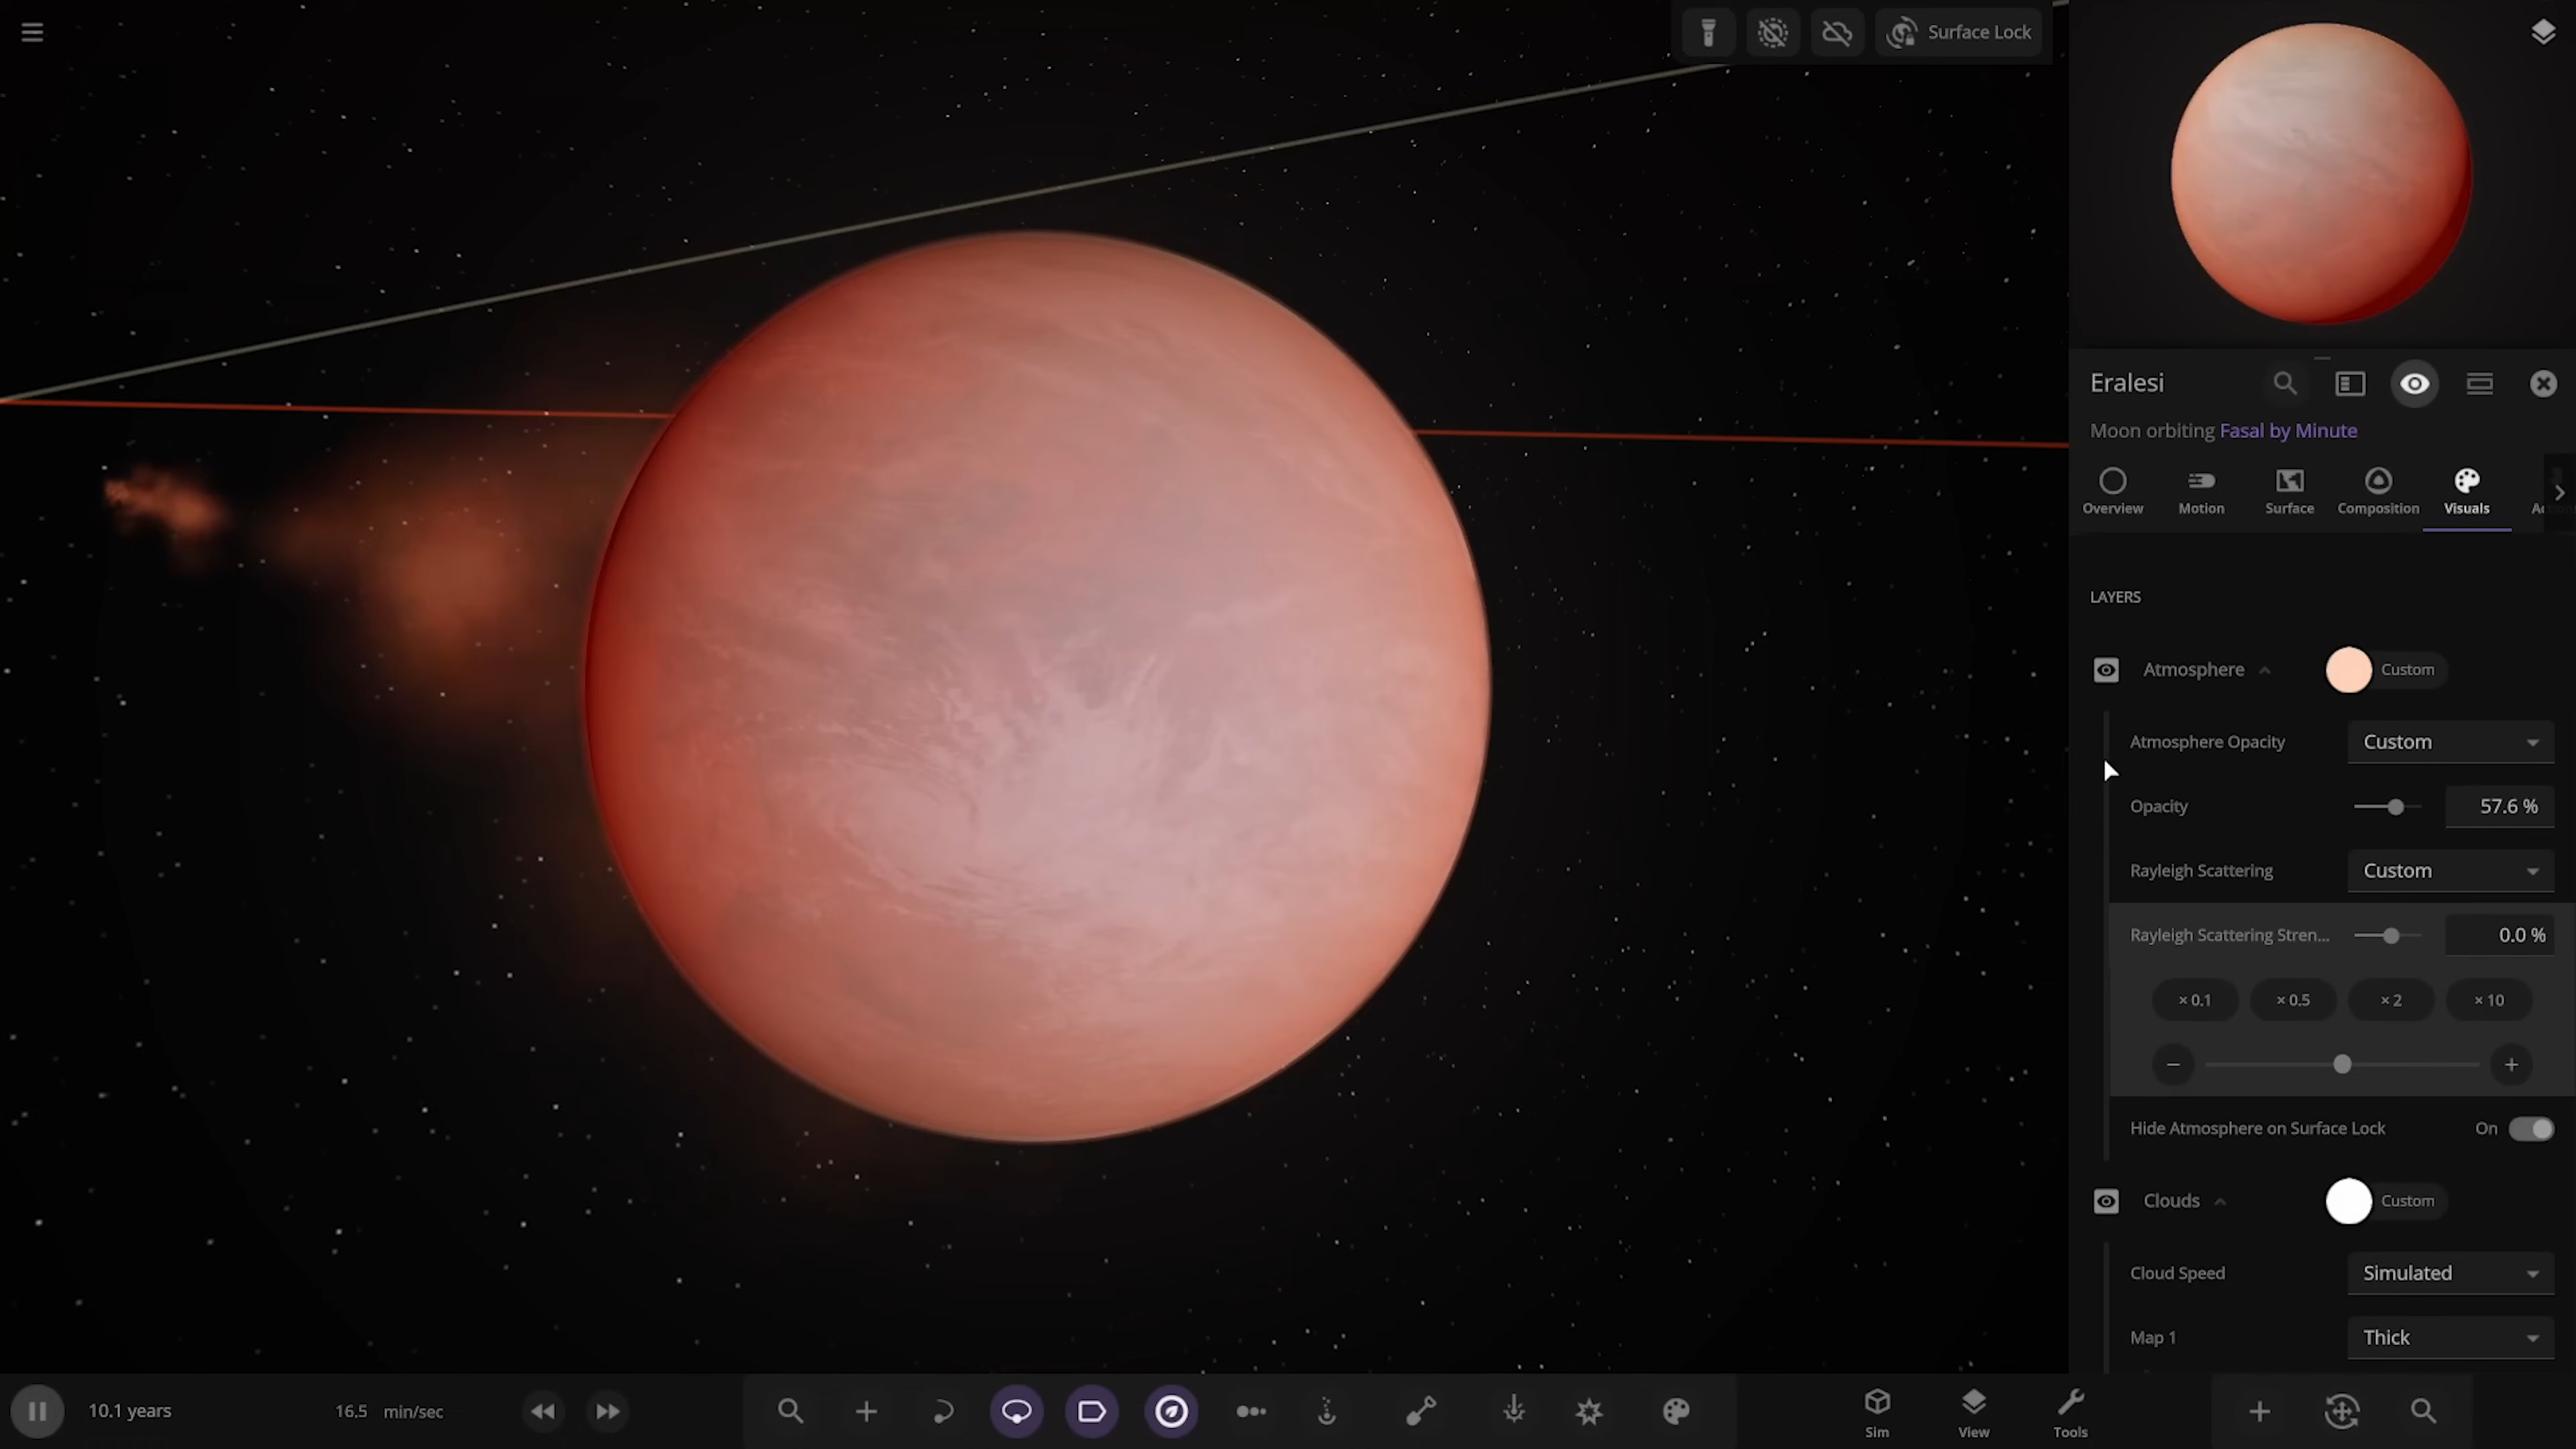 Surface Lock
Eralesi
Moon orbiting Fasal by Minute
Overview Motion Surface Composition Visuals
LAYERS
Atmosphere Custom
Atmosphere Opacity Custom
Opacity 57.6 %
Rayleigh Scattering Custom
Rayleigh Scattering Stren... 0.0 %
× 0.1 × 0.5 × 2 × 10
Hide Atmosphere on Surface Lock On
Clouds Custom
Cloud Speed Simulated
Map 1 Thick
10.1 years 16.5 min/sec
Sim View Tools